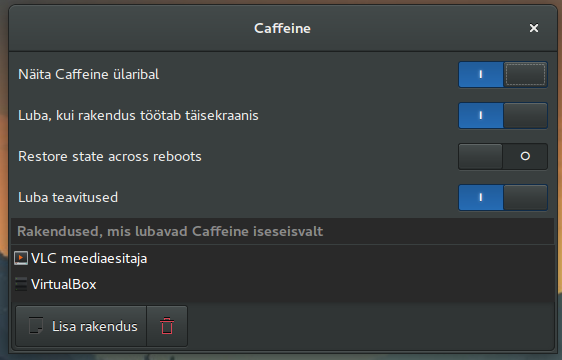 Caffeine
Näita Caffeine ülaribal
Luba, kui rakendus töötab täisekraanis
Restore state across reboots
Luba teavitused
Rakendused, mis lubavad Caffeine iseseisvalt
VLC meediaesitaja
VirtualBox
Lisa rakendus